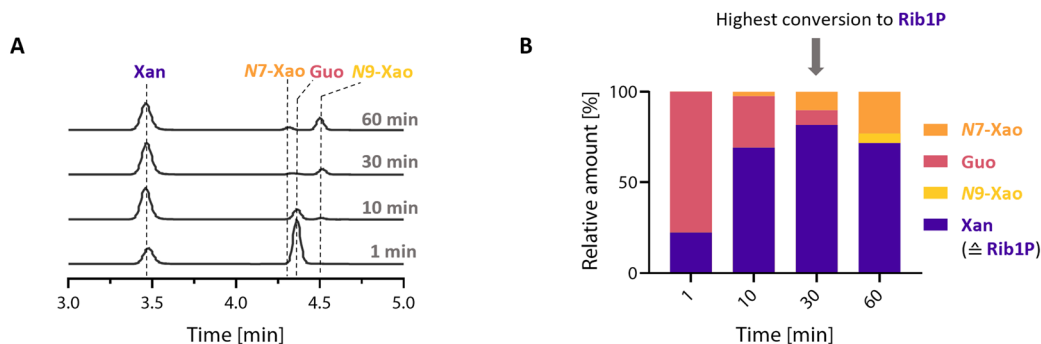 A
Xan
N7-Xao
Guo
N9-Xao
60 min
30 min
10 min
1 min
3.0
3.5
4.0
4.5
5.0
Time [min]
Highest conversion to Rib1P
B
Relative amount [%]
100
50
0
1
10
30
60
Time [min]
N7-Xao
Guo
N9-Xao
Xan
(≙ Rib1P)